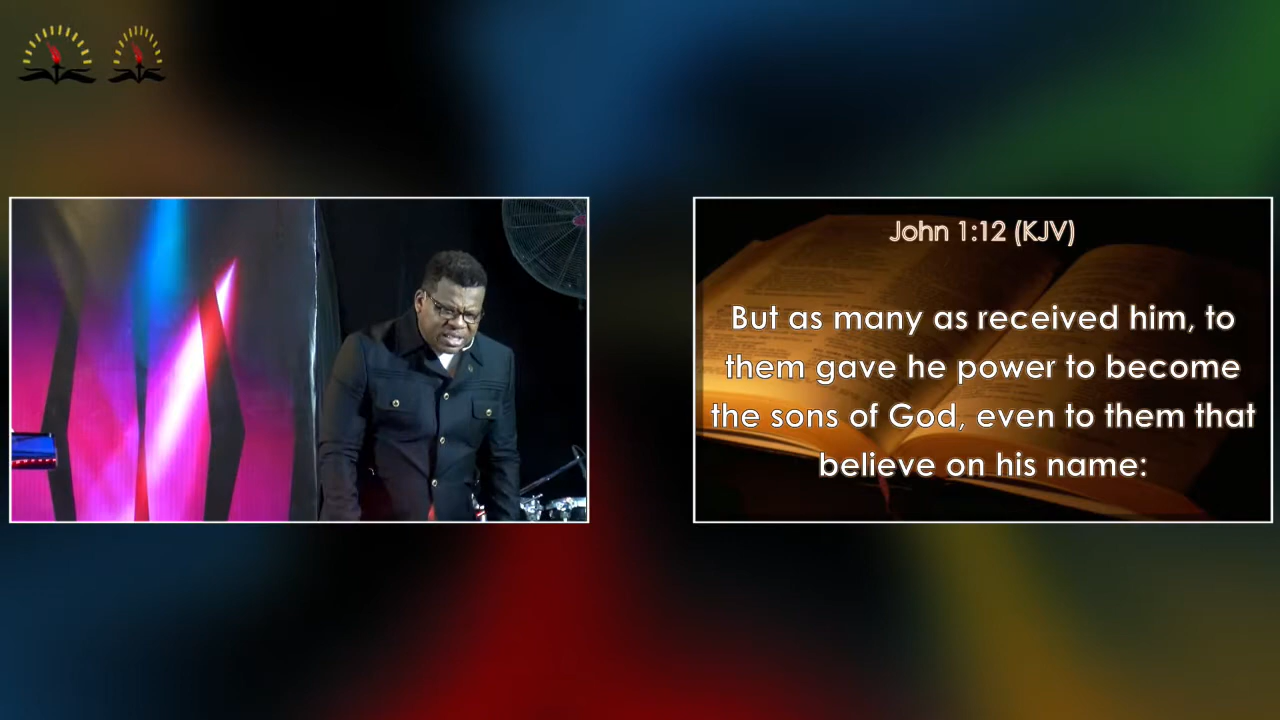 John 1:12 (KJV)
But as many as received him, to
them gave he power to become
the sons of God, even to them that
believe on his name: